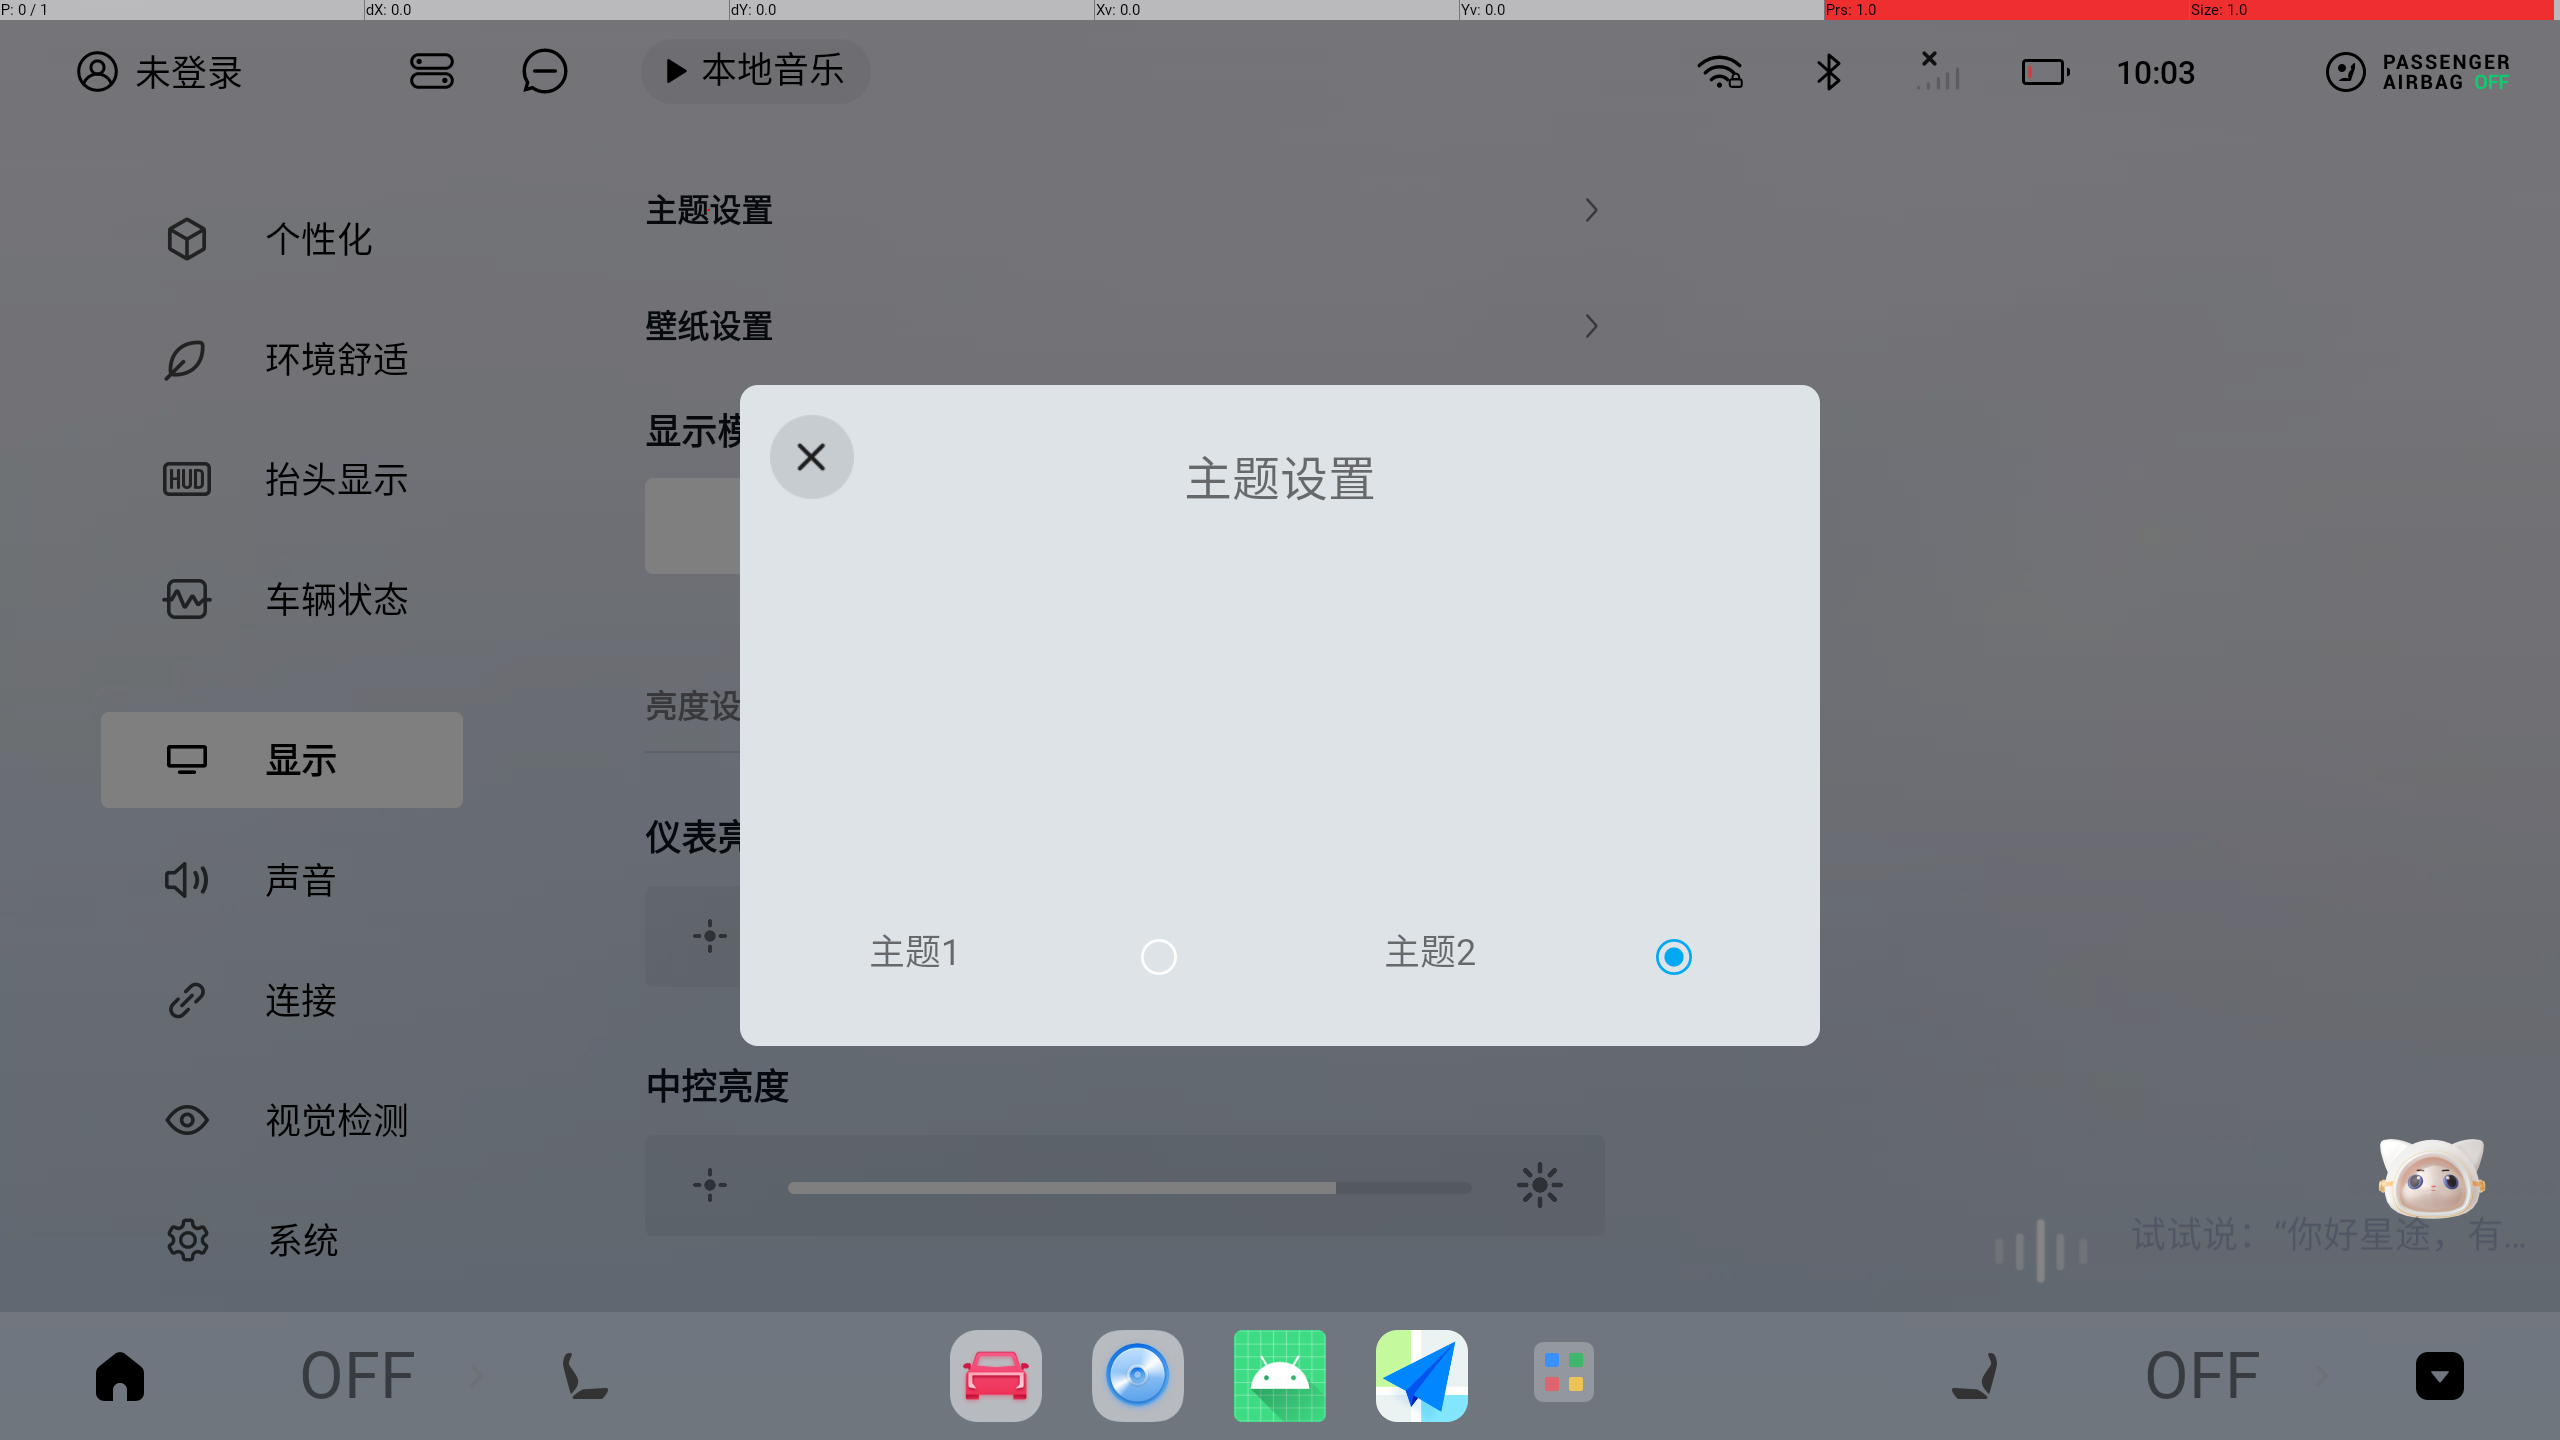 P: 0 / 1 dX: 0.0 dY: 0.0 Xv: 0.0 Yv: 0.0 Prs: 1.0 Size: 1.0
未登录 本地音乐 10:03 PASSENGER
AIRBAG OFF
主题设置
个性化
壁纸设置
环境舒适
显示模
主题设置
抬头显示
HUD
车辆状态
亮度设
显示
仪表亮
声音
主题1 主题2
连接
中控亮度
视觉检测
系统
试试说：“你好星途，有...
OFF OFF